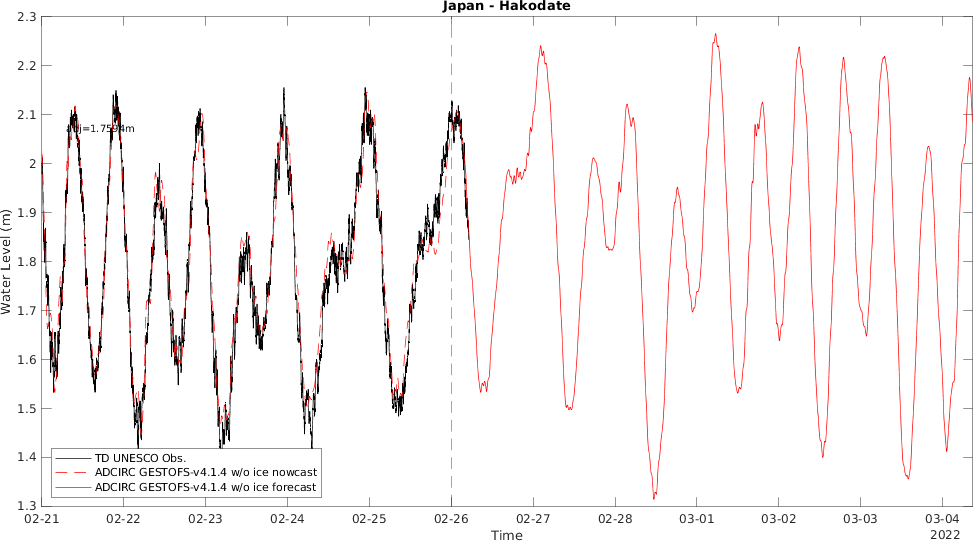 Japan - Hakodate
2.3
2.2
2.1
2
1.9
1.8
1.7
1.6
1.5
1.4
1.3
Water Level (m)
adj=1.7594m
TD UNESCO Obs.
ADCIRC GESTOFS-v4.1.4 w/o ice nowcast
ADCIRC GESTOFS-v4.1.4 w/o ice forecast
02-21 02-22 02-23 02-24 02-25 02-26 02-27 02-28 03-01 03-02 03-03 03-04
Time 2022